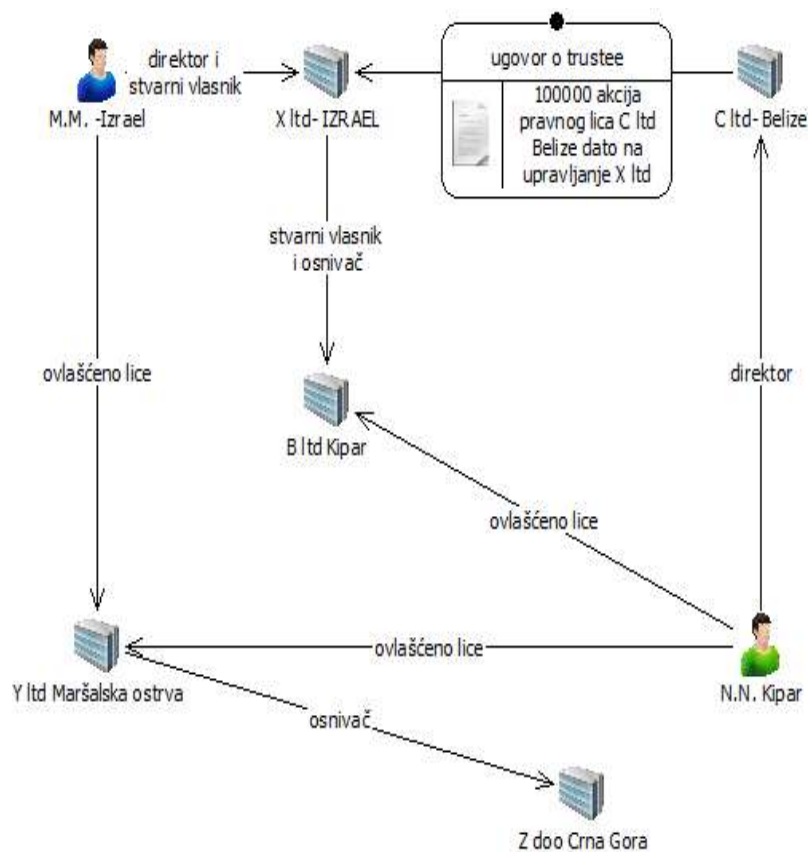 direktor i
stvarni vlasnik
M.M. -Izrael
X ltd- IZRAEL
ugovor o trustee
100000 akcija
pravnog lica C ltd
Belize dato na
upravljanje X ltd
C ltd- Belize
stvarni vlasnik
i osnivač
ovlašćeno lice
direktor
B ltd Kipar
ovlašćeno lice
ovlašćeno lice
Y ltd Maršalska ostrva
N.N. Kipar
osnivač
Z doo Crna Gora